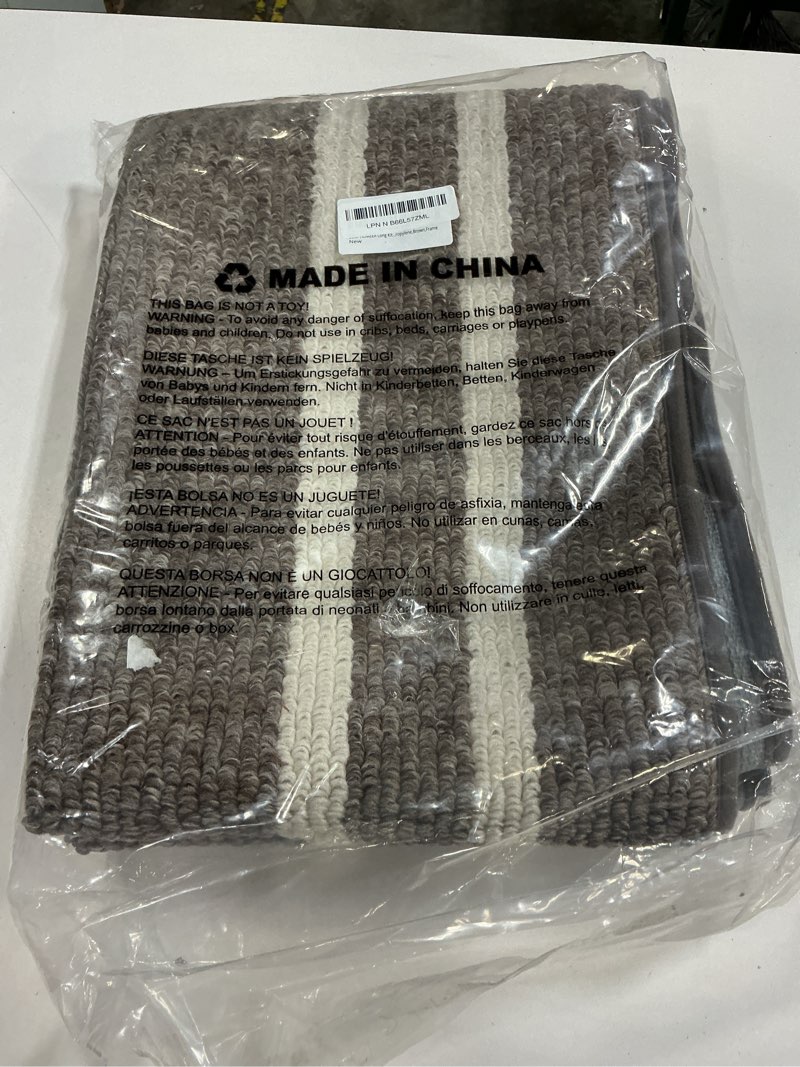 LPN N B66L57ZML
Long Kit
Brown,Frame
New
MADE IN CHINA
THIS BAG IS NOT A TOY!
WARNING - To avoid any danger of suffocation, keep this bag away from
babies and children. Do not use in cribs, beds, carriages or playpens.
DIESE TASCHE IST KEIN SPIELZEUG!
WARNUNG – Um Erstickungsgefahr zu vermeiden, halten Sie diese Tasche
von Babys und Kindern fern. Nicht in Kinderbetten, Betten, Kinderwagen
oder Laufställen verwenden.
CE SAC N'EST PAS UN JOUET !
ATTENTION - Pour éviter tout risque d'étouffement, gardez ce sac hors
portée des bébés et des enfants. Ne pas utiliser dans les berceaux, les
les poussettes ou les parcs pour enfants.
¡ESTA BOLSA NO ES UN JUGUETE!
ADVERTENCIA - Para evitar cualquier peligro de asfixia, mantenga esta
bolsa fuera del alcance de bebés y niños. No utilizar en cunas, camas,
carritos o parques.
QUESTA BORSA NON È UN GIOCATTOLO!
ATTENZIONE - Per evitare qualsiasi pericolo di soffocamento, tenere questa
borsa lontano dalla portata di neonati Non utilizzare in culle, letti,
carrozzine o box.